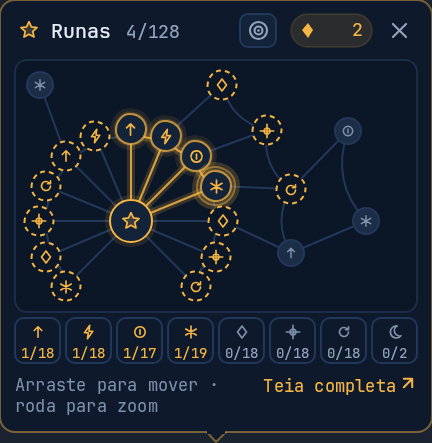 Runas 4/128 2
1/18 1/18 1/17 1/19 0/18 0/18 0/18 0/2
Arraste para mover · Teia completa
roda para zoom